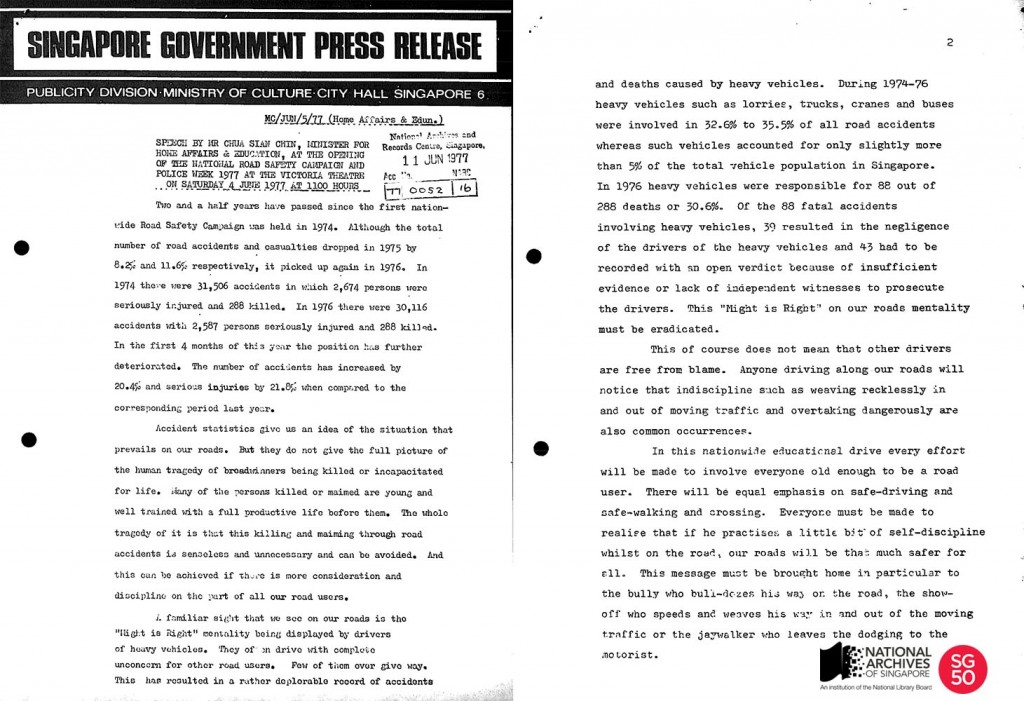 SINGAPORE GOVERNMENT PRESS RELEASE
PUBLICITY DIVISION·MINISTRY OF CULTURE·CITY HALL SINGAPORE 6
MC/JUN/5/77 (Home Affairs & Edun.)
SPEECH BY MR CHUA SIAN CHIN, MINISTER FOR
HOME AFFAIRS & EDUCATION, AT THE OPENING
OF THE NATIONAL ROAD SAFETY CAMPAIGN AND
POLICE WEEK 1977 AT THE VICTORIA THEATRE
ON SATURDAY 4 JUNE 1977 AT 1100 HOURS
National Archives and
Records Centre, Singapore.
11 JUN 1977
Acc No. NARC
77 0052 16
Two and a half years have passed since the first nation-
wide Road Safety Campaign was held in 1974. Although the total
number of road accidents and casualties dropped in 1975 by
8.2% and 11.6% respectively, it picked up again in 1976. In
1974 there were 31,506 accidents in which 2,674 persons were
seriously injured and 288 killed. In 1976 there were 30,116
accidents with 2,587 persons seriously injured and 288 killed.
In the first 4 months of this year the position has further
deteriorated. The number of accidents has increased by
20.4% and serious injuries by 21.8% when compared to the
corresponding period last year.
Accident statistics give us an idea of the situation that
prevails on our roads. But they do not give the full picture of
the human tragedy of breadwinners being killed or incapacitated
for life. Many of the persons killed or maimed are young and
well trained with a full productive life before them. The whole
tragedy of it is that this killing and maiming through road
accidents is senseless and unnecessary and can be avoided. And
this can be achieved if there is more consideration and
discipline on the part of all our road users.
A familiar sight that we see on our roads is the
"Might is Right" mentality being displayed by drivers
of heavy vehicles. They often drive with complete
unconcern for other road users. Few of them ever give way.
This has resulted in a rather deplorable record of accidents
2
and deaths caused by heavy vehicles. During 1974-76
heavy vehicles such as lorries, trucks, cranes and buses
were involved in 32.6% to 35.5% of all road accidents
whereas such vehicles accounted for only slightly more
than 5% of the total vehicle population in Singapore.
In 1976 heavy vehicles were responsible for 88 out of
288 deaths or 30.6%. Of the 88 fatal accidents
involving heavy vehicles, 39 resulted in the negligence
of the drivers of the heavy vehicles and 43 had to be
recorded with an open verdict because of insufficient
evidence or lack of independent witnesses to prosecute
the drivers. This "Might is Right" on our roads mentality
must be eradicated.
This of course does not mean that other drivers
are free from blame. Anyone driving along our roads will
notice that indiscipline such as weaving recklessly in
and out of moving traffic and overtaking dangerously are
also common occurrences.
In this nationwide educational drive every effort
will be made to involve everyone old enough to be a road
user. There will be equal emphasis on safe-driving and
safe-walking and crossing. Everyone must be made to
realise that if he practises a little bit of self-discipline
whilst on the road, our roads will be that much safer for
all. This message must be brought home in particular to
the bully who bull-dozes his way on the road, the show-
off who speeds and weaves his way in and out of the moving
traffic or the jaywalker who leaves the dodging to the
motorist.
NATIONAL
ARCHIVES
OF SINGAPORE
An institution of the National Library Board
SG
50